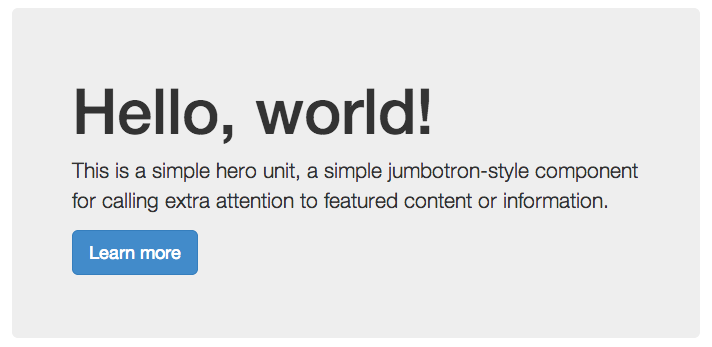 Hello, world!
This is a simple hero unit, a simple jumbotron-style component
for calling extra attention to featured content or information.
Learn more